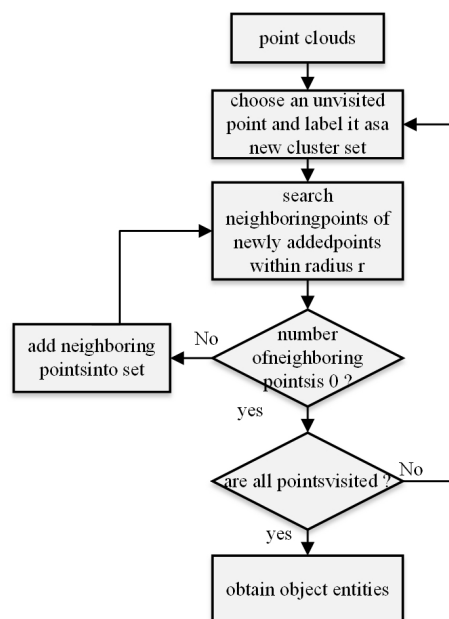 point clouds
choose an unvisited
point and label it asa
new cluster set
search
neighboringpoints of
newly addedpoints
within radius r
No
add neighboring
pointsinto set
number
ofneighboring
pointsis 0 ?
yes
are all pointsvisited ?
No
yes
obtain object entities